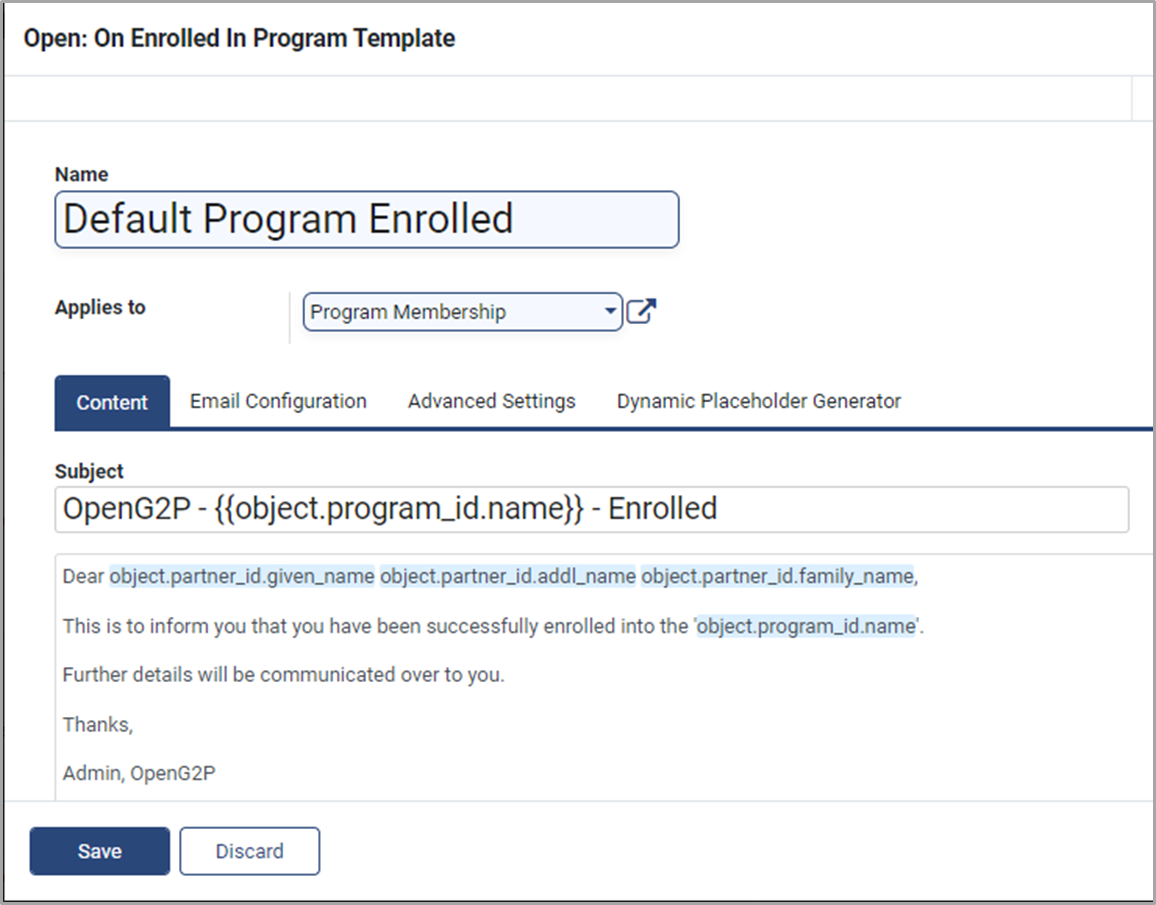 Open: On Enrolled In Program Template
Name
Default Program Enrolled
Applies to
Program Membership
Content Email Configuration Advanced Settings Dynamic Placeholder Generator
Subject
OpenG2P - {{object.program_id.name}} - Enrolled
Dear object.partner_id.given_name object.partner_id.addl_name object.partner_id.family_name,
This is to inform you that you have been successfully enrolled into the 'object.program_id.name'.
Further details will be communicated over to you.
Thanks,
Admin, OpenG2P
Save Discard